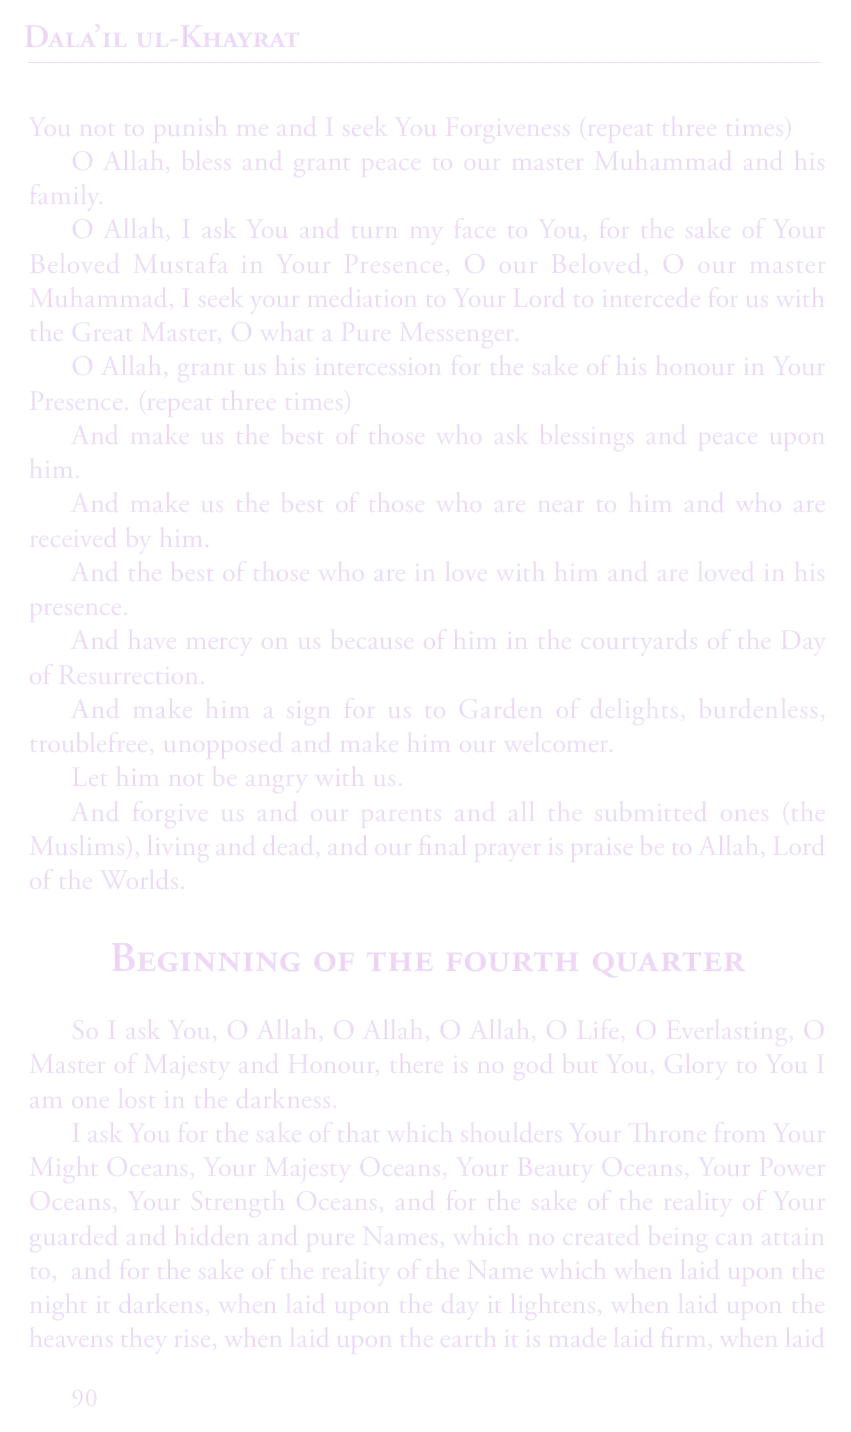 Dala'il ul-Khayrat
You not to punish me and I seek You Forgiveness (repeat three times)
O Allah, bless and grant peace to our master Muhammad and his
family.
O Allah, I ask You and turn my face to You, for the sake of Your
Beloved Mustafa in Your Presence, O our Beloved, O our master
Muhammad, I seek your mediation to Your Lord to intercede for us with
the Great Master, O what a Pure Messenger.
O Allah, grant us his intercession for the sake of his honour in Your
Presence. (repeat three times)
And make us the best of those who ask blessings and peace upon
him.
And make us the best of those who are near to him and who are
received by him.
And the best of those who are in love with him and are loved in his
presence.
And have mercy on us because of him in the courtyards of the Day
of Resurrection.
And make him a sign for us to Garden of delights, burdenless,
troublefree, unopposed and make him our welcomer.
Let him not be angry with us.
And forgive us and our parents and all the submitted ones (the
Muslims), living and dead, and our final prayer is praise be to Allah, Lord
of the Worlds.
Beginning of the fourth quarter
So I ask You, O Allah, O Allah, O Allah, O Life, O Everlasting, O
Master of Majesty and Honour, there is no god but You, Glory to You I
am one lost in the darkness.
I ask You for the sake of that which shoulders Your Throne from Your
Might Oceans, Your Majesty Oceans, Your Beauty Oceans, Your Power
Oceans, Your Strength Oceans, and for the sake of the reality of Your
guarded and hidden and pure Names, which no created being can attain
to, and for the sake of the reality of the Name which when laid upon the
night it darkens, when laid upon the day it lightens, when laid upon the
heavens they rise, when laid upon the earth it is made laid firm, when laid
90